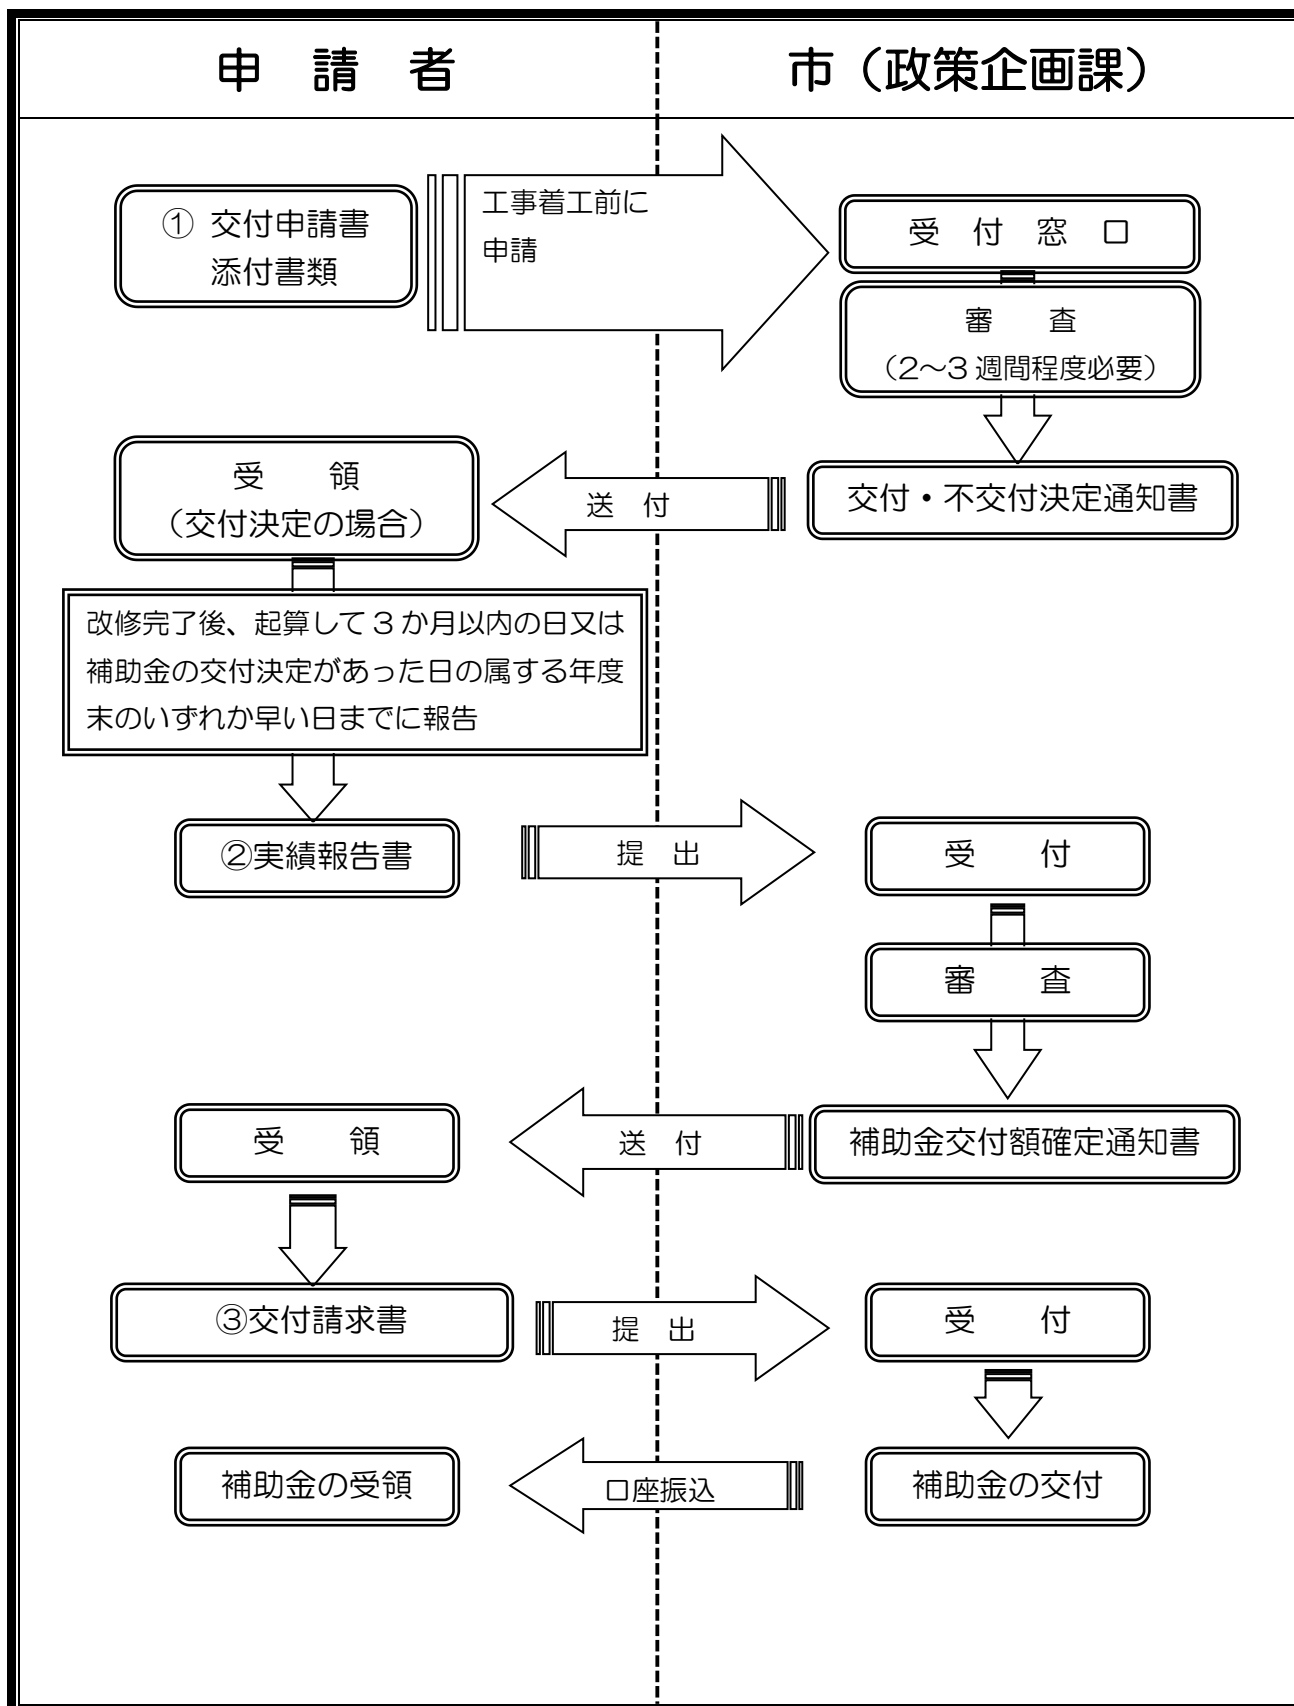 申　請　者
市（政策企画課）
① 交付申請書
添付書類
工事着工前に
申請
受　付　窓　口
審　　査
（2～3 週間程度必要）
交付・不交付決定通知書
送　付
受　　領
（交付決定の場合）
改修完了後、起算して 3 か月以内の日又は
補助金の交付決定があった日の属する年度
末のいずれか早い日までに報告
②実績報告書
提　出
受　　付
審　　査
補助金交付額確定通知書
送　付
受　　領
③交付請求書
提　出
受　　付
補助金の交付
口座振込
補助金の受領